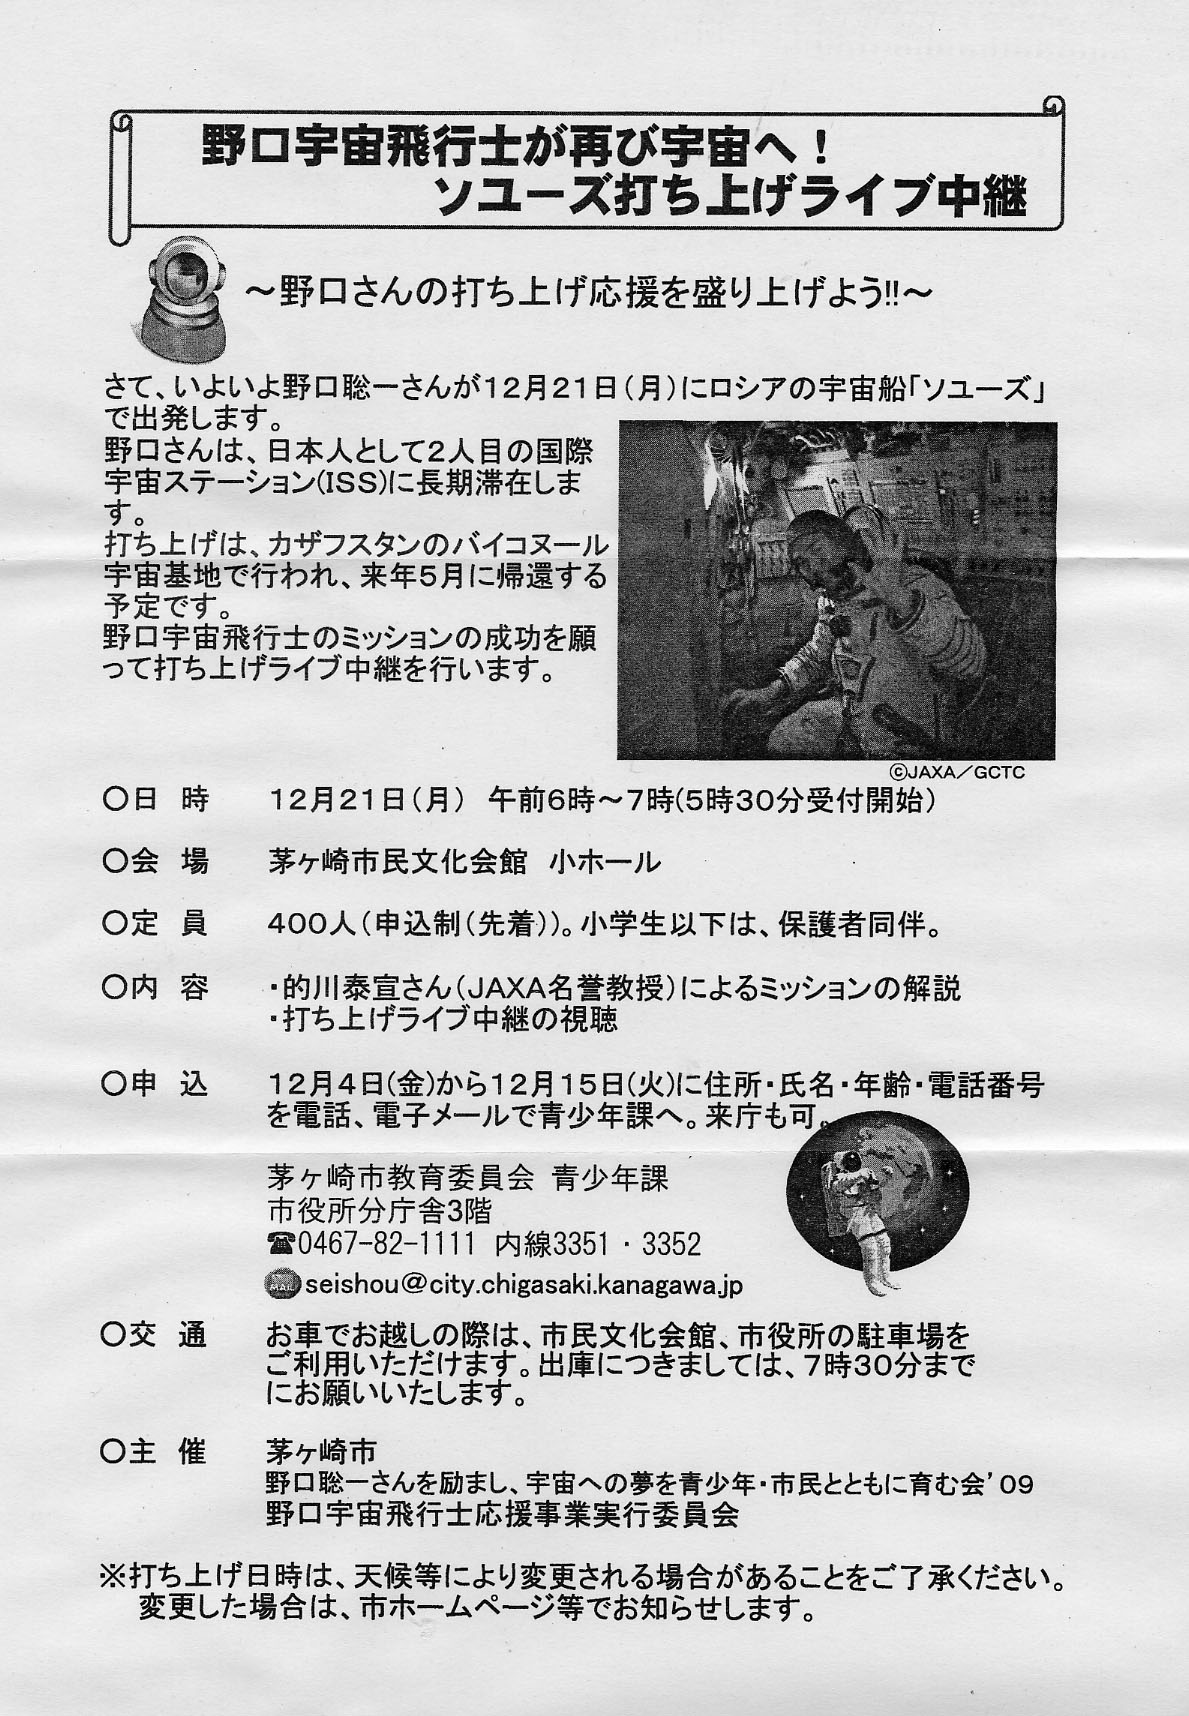 野口宇宙飛行士が再び宇宙へ！
ソユーズ打ち上げライブ中継
～野口さんの打ち上げ応援を盛り上げよう!!～
さて、いよいよ野口聡一さんが１２月２１日（月）にロシアの宇宙船「ソユーズ」
で出発します。
野口さんは、日本人として２人目の国際
宇宙ステーション(ISS)に長期滞在しま
す。
打ち上げは、カザフスタンのバイコヌール
宇宙基地で行われ、来年５月に帰還する
予定です。
野口宇宙飛行士のミッションの成功を願
って打ち上げライブ中継を行います。
©JAXA／GCTC
○日　時　１２月２１日（月）　午前６時～７時(５時３０分受付開始）
○会　場　茅ヶ崎市民文化会館　小ホール
○定　員　４００人（申込制（先着））。小学生以下は、保護者同伴。
○内　容　・的川泰宣さん（JAXA名誉教授）によるミッションの解説
・打ち上げライブ中継の視聴
○申　込　１２月４日(金)から１２月１５日(火)に住所・氏名・年齢・電話番号
を電話、電子メールで青少年課へ。来庁も可。
茅ヶ崎市教育委員会　青少年課
市役所分庁舎3階
☎0467-82-1111　内線3351・3352
MAIL seishou@city.chigasaki.kanagawa.jp
○交　通　お車でお越しの際は、市民文化会館、市役所の駐車場を
ご利用いただけます。出庫につきましては、７時３０分まで
にお願いいたします。
○主　催　茅ヶ崎市
野口聡一さんを励まし、宇宙への夢を青少年・市民とともに育む会’０９
野口宇宙飛行士応援事業実行委員会
※打ち上げ日時は、天候等により変更される場合があることをご了承ください。
変更した場合は、市ホームページ等でお知らせします。